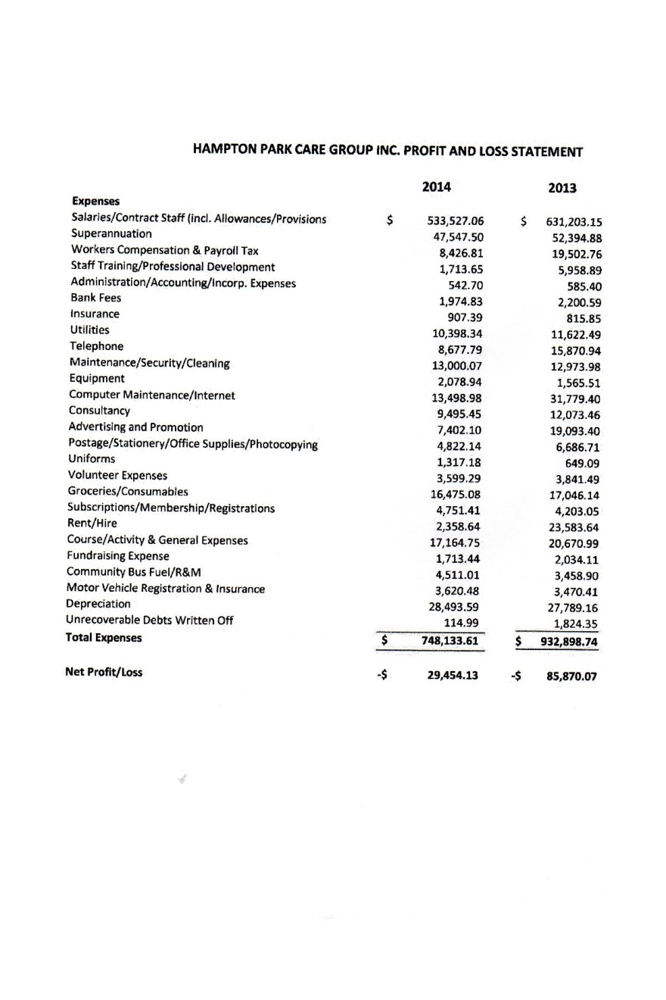 HAMPTON PARK CARE GROUP INC. PROFIT AND LOSS STATEMENT
2014 2013
Expenses
Salaries/Contract Staff (incl. Allowances/Provisions $ 533,527.06 $ 631,203.15
Superannuation 47,547.50 52,394.88
Workers Compensation & Payroll Tax 8,426.81 19,502.76
Staff Training/Professional Development 1,713.65 5,958.89
Administration/Accounting/Incorp. Expenses 542.70 585.40
Bank Fees 1,974.83 2,200.59
Insurance 907.39 815.85
Utilities 10,398.34 11,622.49
Telephone 8,677.79 15,870.94
Maintenance/Security/Cleaning 13,000.07 12,973.98
Equipment 2,078.94 1,565.51
Computer Maintenance/Internet 13,498.98 31,779.40
Consultancy 9,495.45 12,073.46
Advertising and Promotion 7,402.10 19,093.40
Postage/Stationery/Office Supplies/Photocopying 4,822.14 6,686.71
Uniforms 1,317.18 649.09
Volunteer Expenses 3,599.29 3,841.49
Groceries/Consumables 16,475.08 17,046.14
Subscriptions/Membership/Registrations 4,751.41 4,203.05
Rent/Hire 2,358.64 23,583.64
Course/Activity & General Expenses 17,164.75 20,670.99
Fundraising Expense 1,713.44 2,034.11
Community Bus Fuel/R&M 4,511.01 3,458.90
Motor Vehicle Registration & Insurance 3,620.48 3,470.41
Depreciation 28,493.59 27,789.16
Unrecoverable Debts Written Off 114.99 1,824.35
Total Expenses $ 748,133.61 $ 932,898.74
Net Profit/Loss -$ 29,454.13 -$ 85,870.07